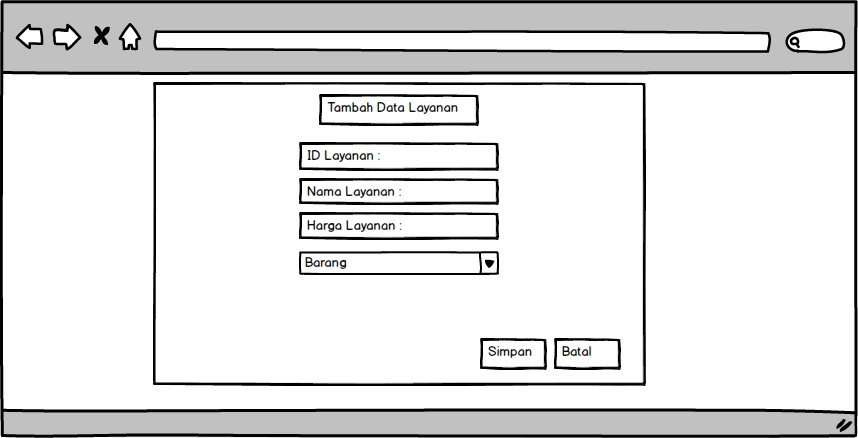 Tambah Data Layanan
ID Layanan :
Nama Layanan :
Harga Layanan :
Barang
Simpan
Batal